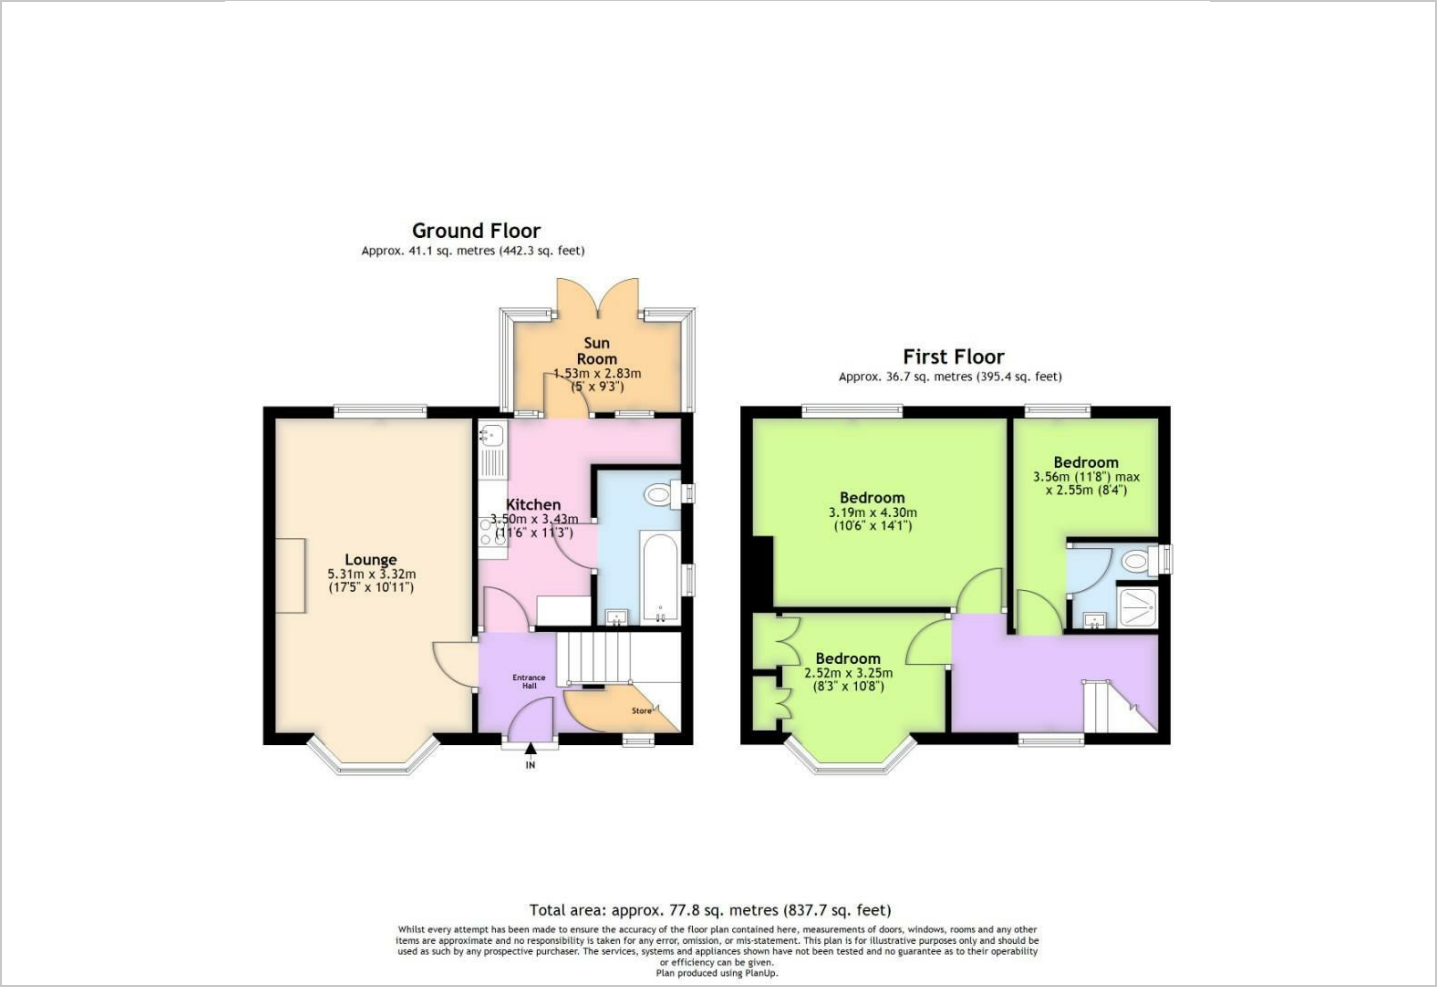 Ground Floor
Approx. 41.1 sq. metres (442.3 sq. feet)
Sun
Room
1.53m x 2.83m
(5' x 9'3")
Kitchen
3.50m x 3.43m
(11'6" x 11'3")
Lounge
5.31m x 3.32m
(17'5" x 10'11")
Entrance
Hall
Store
IN
First Floor
Approx. 36.7 sq. metres (395.4 sq. feet)
Bedroom
3.56m (11'8") max
x 2.55m (8'4")
Bedroom
3.19m x 4.30m
(10'6" x 14'1")
Bedroom
2.52m x 3.25m
(8'3" x 10'8")
Total area: approx. 77.8 sq. metres (837.7 sq. feet)
Whilst every attempt has been made to ensure the accuracy of the floor plan contained here, measurements of doors, windows, rooms and any other
items are approximate and no responsibility is taken for any error, omission, or mis-statement. This plan is for illustrative purposes only and should be
used as such by any prospective purchaser. The services, systems and appliances shown have not been tested and no guarantee as to their operability
or efficiency can be given.
Plan produced using PlanUp.